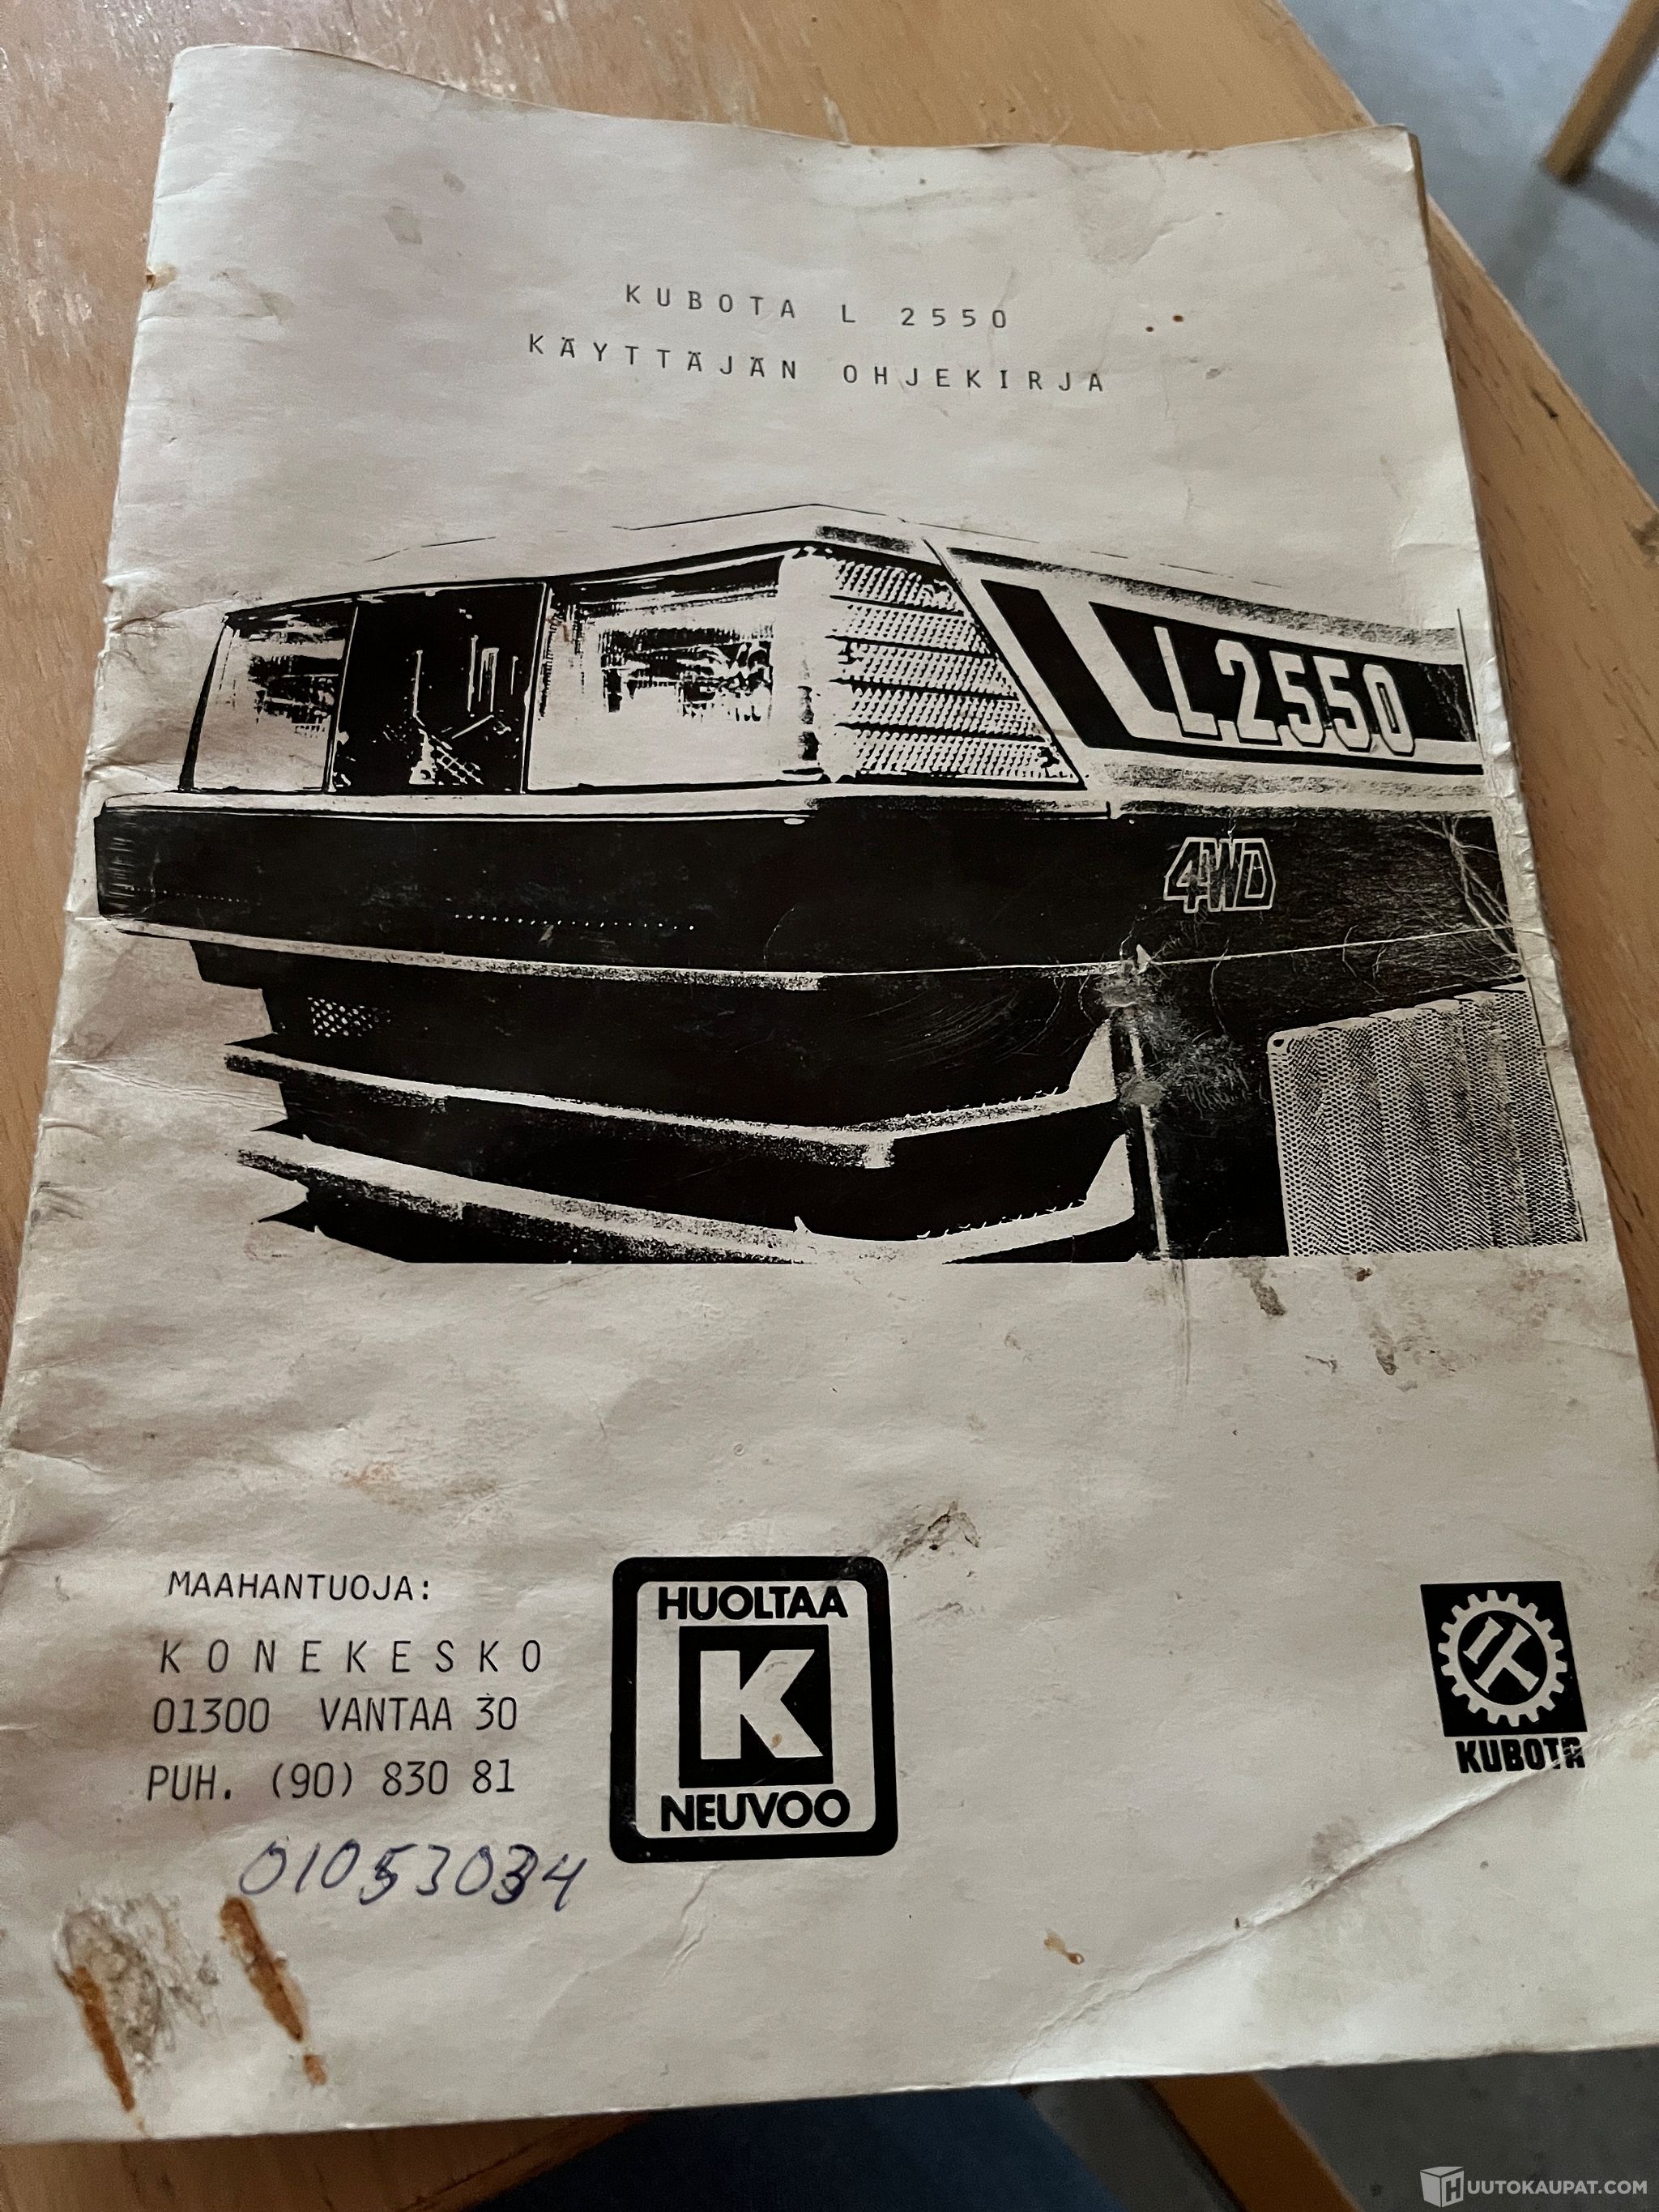 KUBOTA L 2550
KÄYTTÄJÄN OHJEKIRJA
L2550
4WD
MAAHANTUOJA:
KONEKESKO
01300 VANTAA 30
PUH. (90) 830 81
HUOLTAA
K
NEUVOO
KUBOTA
01053034
HUUTOKAUPAT.COM